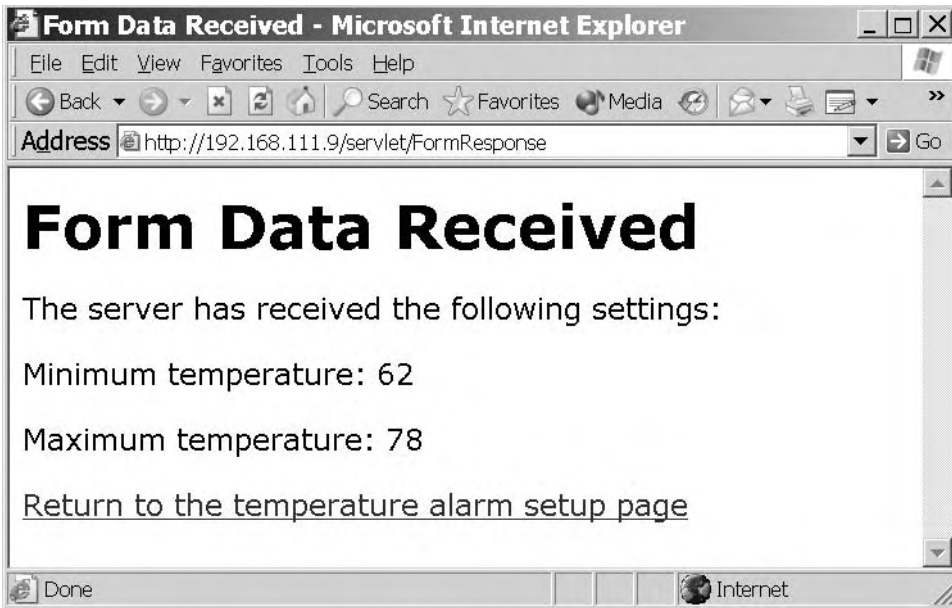 Form Data Received - Microsoft Internet Explorer
File Edit View Favorites Tools Help
Back Search Favorites Media »
Address http://192.168.111.9/servlet/FormResponse Go
Form Data Received
The server has received the following settings:
Minimum temperature: 62
Maximum temperature: 78
Return to the temperature alarm setup page
Done Internet